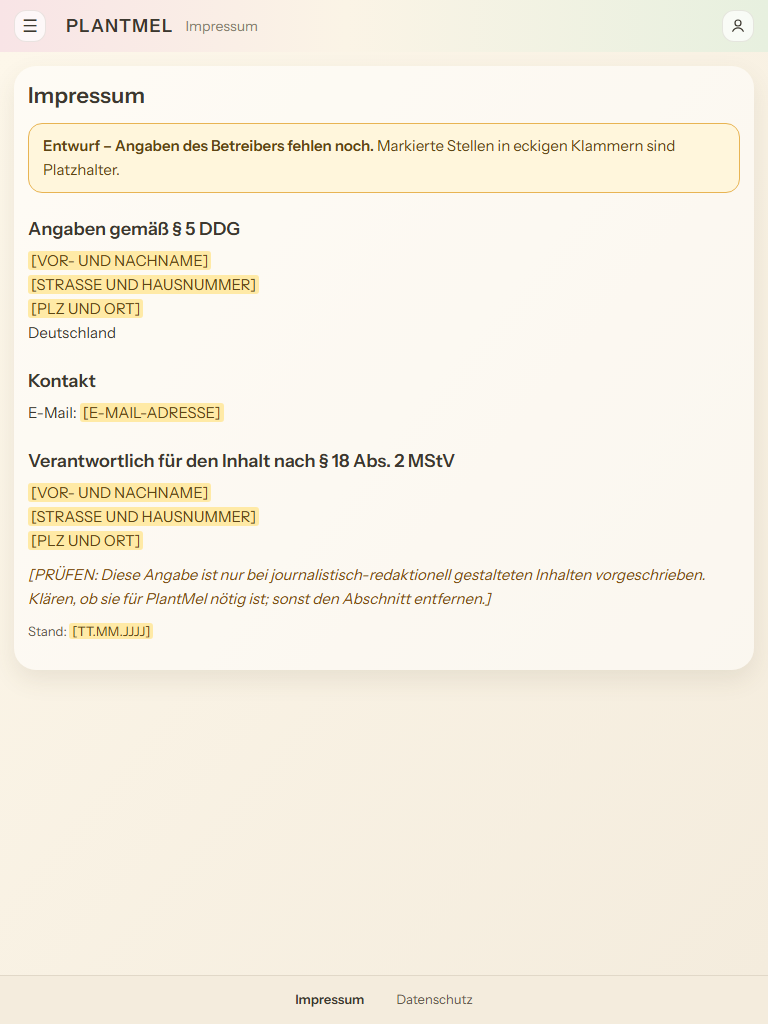 PLANTMEL Impressum
Impressum
Entwurf – Angaben des Betreibers fehlen noch. Markierte Stellen in eckigen Klammern sind
Platzhalter.
Angaben gemäß § 5 DDG
[VOR- UND NACHNAME]
[STRASSE UND HAUSNUMMER]
[PLZ UND ORT]
Deutschland
Kontakt
E-Mail: [E-MAIL-ADRESSE]
Verantwortlich für den Inhalt nach § 18 Abs. 2 MStV
[VOR- UND NACHNAME]
[STRASSE UND HAUSNUMMER]
[PLZ UND ORT]
[PRÜFEN: Diese Angabe ist nur bei journalistisch-redaktionell gestalteten Inhalten vorgeschrieben.
Klären, ob sie für PlantMel nötig ist; sonst den Abschnitt entfernen.]
Stand: [TT.MM.JJJJ]
Impressum Datenschutz